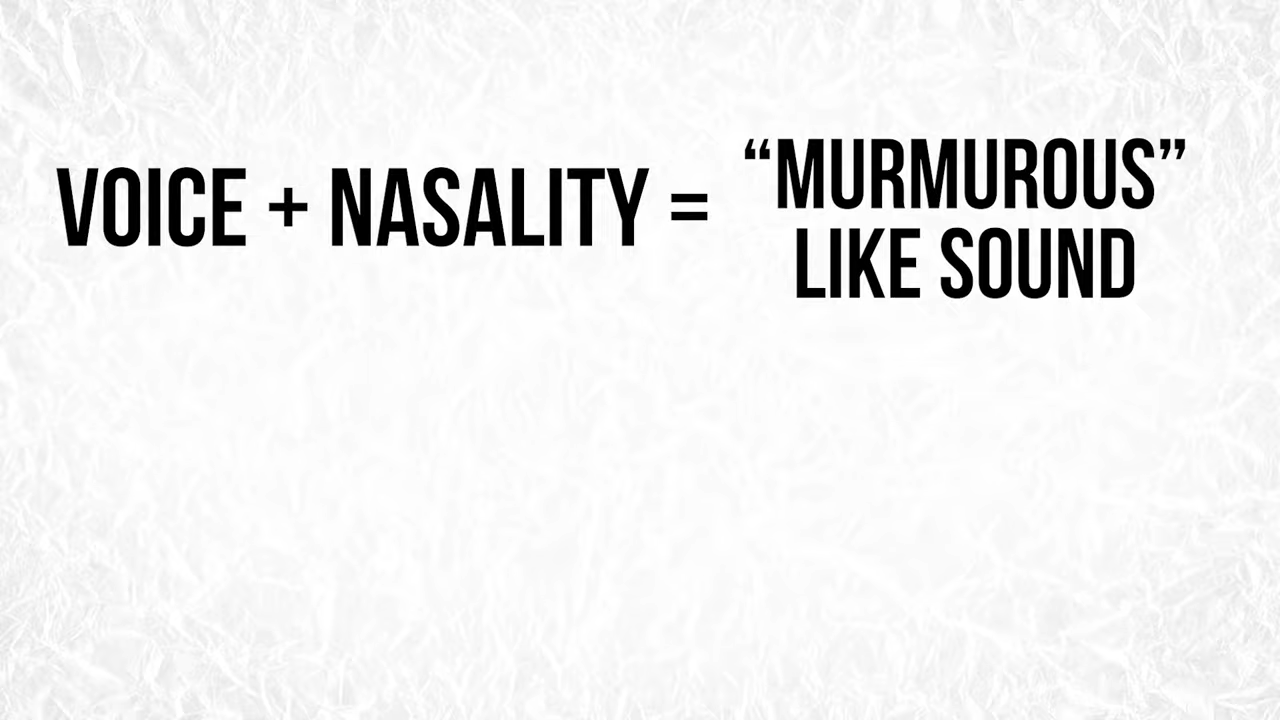 VOICE + NASALITY = “MURMUROUS”
LIKE SOUND